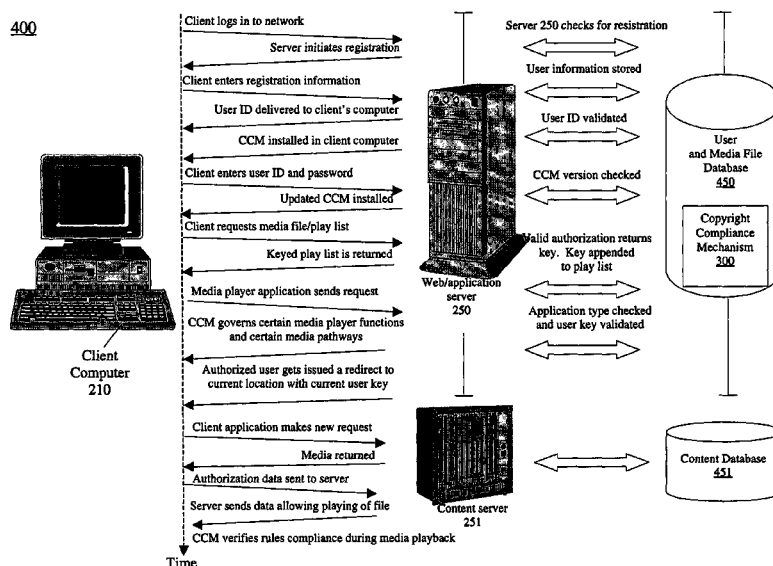 400
Client logs in to network
Server initiates registration
Client enters registration information
User ID delivered to client's computer
CCM installed in client computer
Client enters user ID and password
Updated CCM installed
Client requests media file/play list
Keyed play list is returned
Media player application sends request
CCM governs certain media player functions
and certain media pathways
Authorized user gets issued a redirect to
current location with current user key
Client application makes new request
Media returned
Authorization data sent to server
Server sends data allowing playing of file
CCM verifies rules compliance during media playback
Time
Client
Computer
210
Web/application
server
250
Content server
251
Server 250 checks for resistration
User information stored
User ID validated
CCM version checked
Valid authorization returns
key. Key appended
to play list
Application type checked
and user key validated
User
and Media File
Database
450
Copyright
Compliance
Mechanism
300
Content Database
451